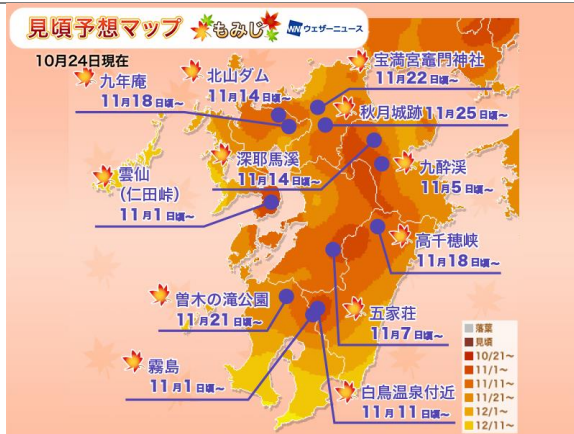 見頃予想マップ もみじ ウェザーニュース
10月24日現在
九年庵
11月18日頃〜
北山ダム
11月14日頃〜
宝満宮竈門神社
11月22日頃〜
秋月城跡 11月25日頃〜
深耶馬溪
11月14日頃〜
九酔渓
11月5日頃〜
雲仙
(仁田峠)
11月1日頃〜
高千穂峡
11月18日頃〜
曽木の滝公園
11月21日頃〜
五家荘
11月7日頃〜
霧島
11月1日頃〜
白鳥温泉付近
11月11日頃〜
落葉
見頃
10/21〜
11/1〜
11/11〜
11/21〜
12/1〜
12/11〜